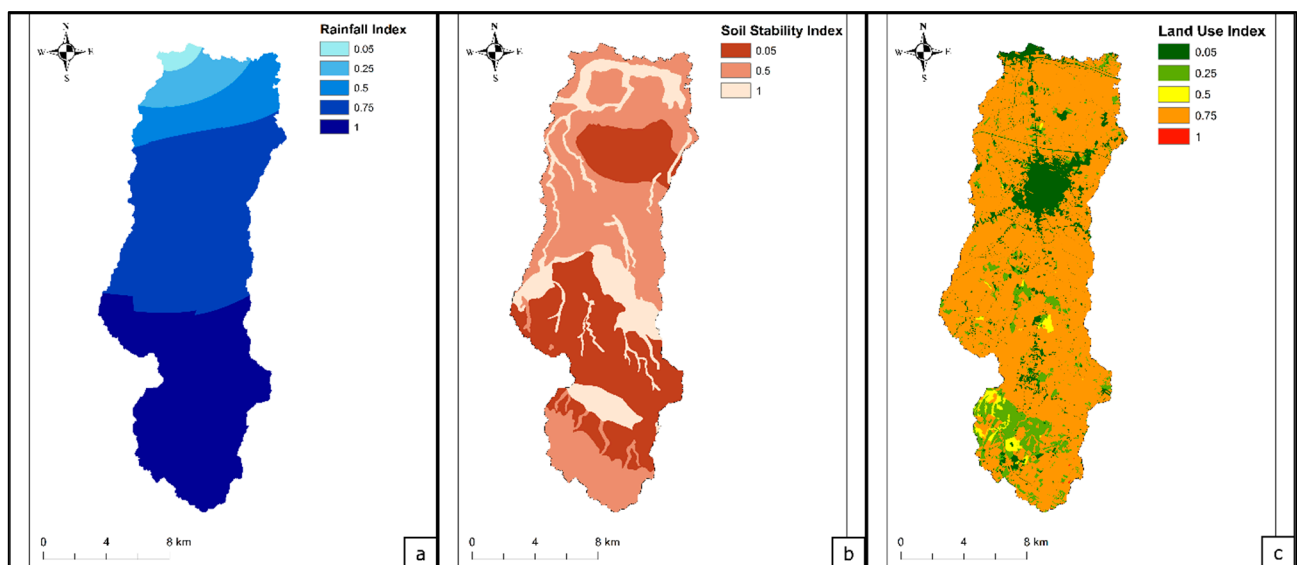 N
W E
S
Rainfall Index
0.05
0.25
0.5
0.75
1
0 4 8 km
a
N
W E
S
Soil Stability Index
0.05
0.5
1
0 4 8 km
b
N
W E
S
Land Use Index
0.05
0.25
0.5
0.75
1
0 4 8 km
c